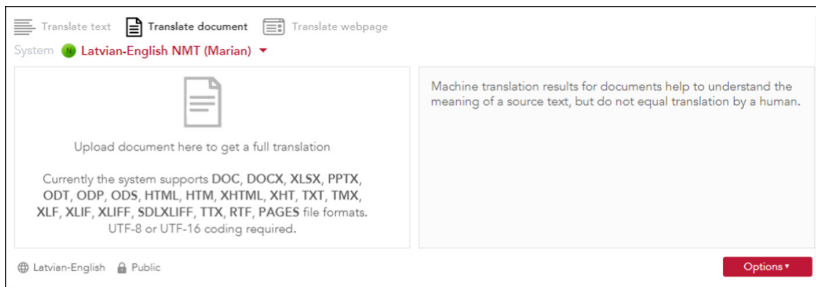 Translate text Translate document Translate webpage
System N Latvian-English NMT (Marian)
Upload document here to get a full translation
Currently the system supports DOC, DOCX, XLSX, PPTX,
ODT, ODP, ODS, HTML, HTM, XHTML, XHT, TXT, TMX,
XLF, XLIF, XLIFF, SDLXLIFF, TTX, RTF, PAGES file formats.
UTF-8 or UTF-16 coding required.
Machine translation results for documents help to understand the
meaning of a source text, but do not equal translation by a human.
Latvian-English Public
Options